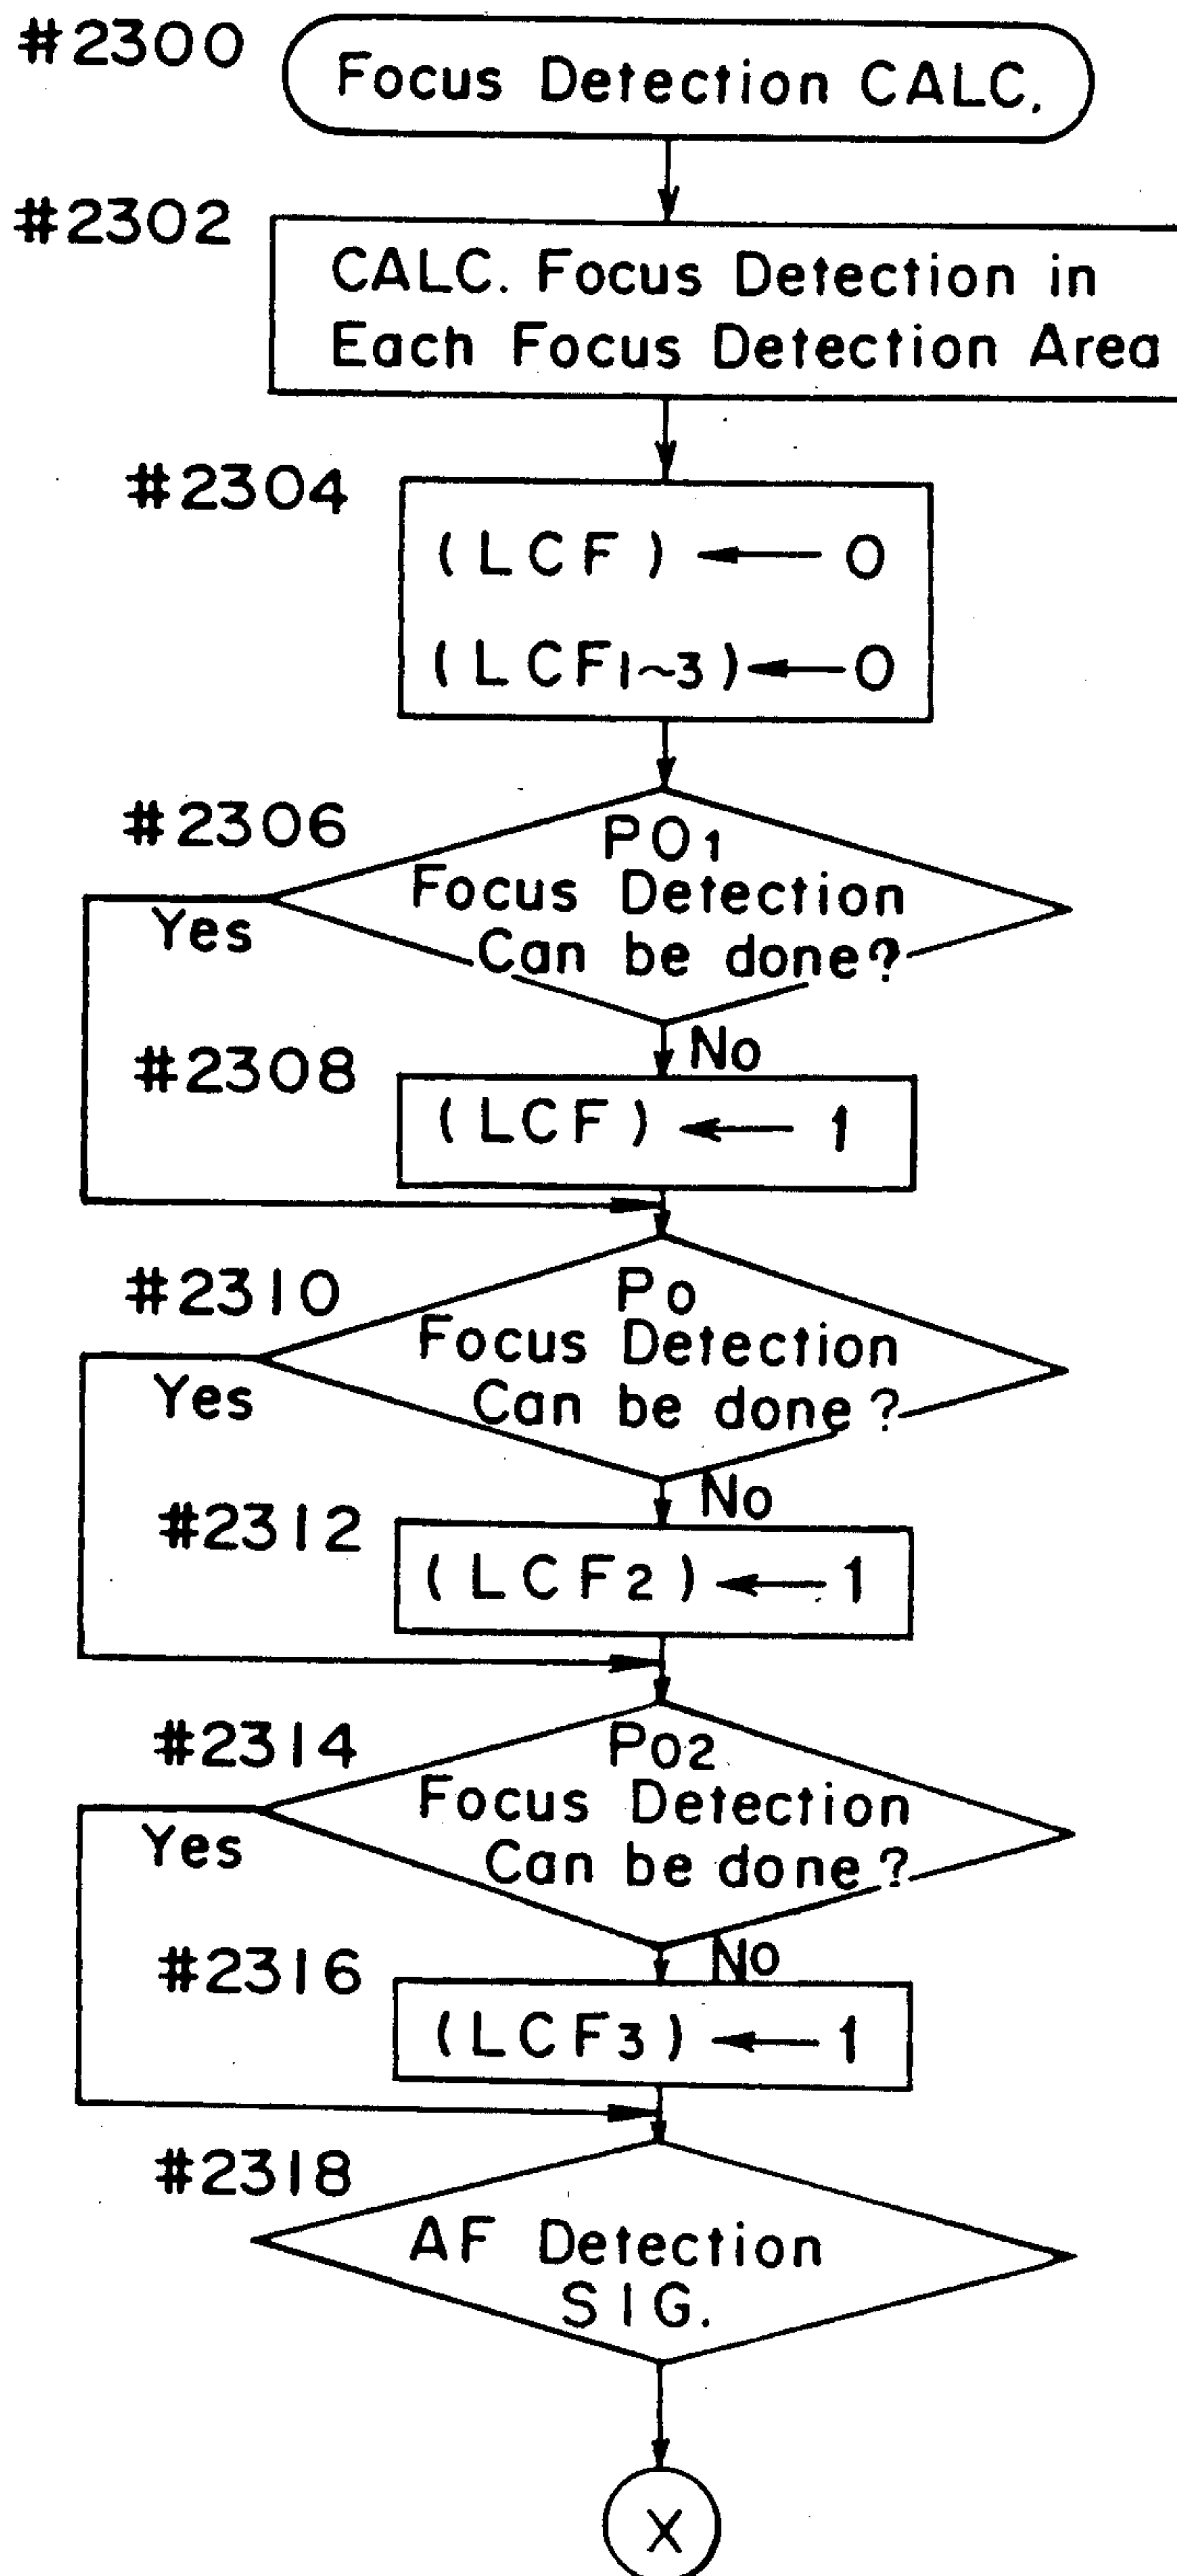 #2300
Focus Detection CALC.
#2302
CALC. Focus Detection in
Each Focus Detection Area
#2304
(LCF) ← 0
(LCF1~3) ← 0
#2306
PO1
Focus Detection
Can be done?
Yes
No
#2308
(LCF) ← 1
#2310
Po
Focus Detection
Can be done?
Yes
No
#2312
(LCF2) ← 1
#2314
Po2
Focus Detection
Can be done?
Yes
No
#2316
(LCF3) ← 1
#2318
AF Detection
SIG.
X